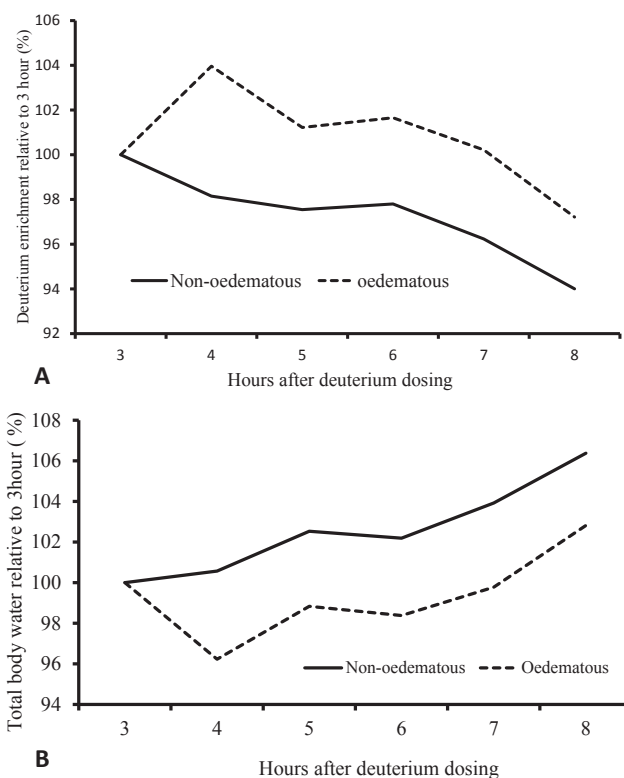 Deuterium enrichment relative to 3 hour (%)
106
104
102
100
98
96
94
92
Non-oedematous
oedematous
3 4 5 6 7 8
Hours after deuterium dosing
A
Total body water relative to 3hour ( %)
108
106
104
102
100
98
96
94
Non-oedematous
Oedematous
3 4 5 6 7 8
Hours after deuterium dosing
B